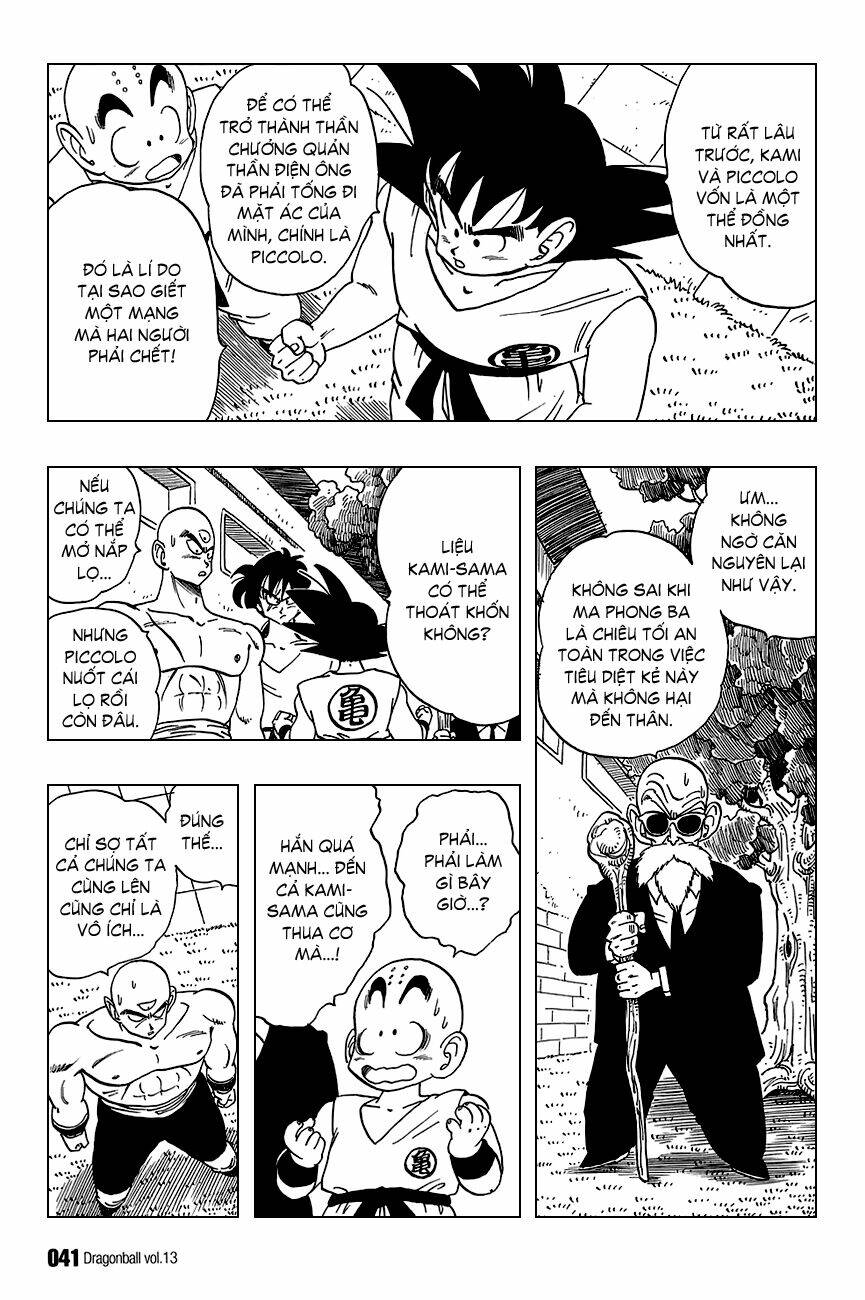 TỪ RẤT LÂU
TRƯỚC, KAMI
VÀ PICCOLO
VỐN LÀ MỘT
THỂ ĐỒNG
NHẤT.
ĐỂ CÓ THỂ
TRỞ THÀNH THẦN
CHƯỚNG QUẢN
THẦN ĐIỆN ÔNG
ĐÃ PHẢI TỐNG ĐI
MẶT ÁC CỦA
MÌNH, CHÍNH LÀ
PICCOLO.
ĐÓ LÀ LÍ DO
TẠI SAO GIẾT
MỘT MẠNG
MÀ HAI NGƯỜI
PHẢI CHẾT!
ƯM...
KHÔNG
NGỜ CĂN
NGUYÊN LẠI
NHƯ VẬY.
KHÔNG SAI KHI
MA PHONG BA
LÀ CHIÊU TỐI AN
TOÀN TRONG VIỆC
TIÊU DIỆT KẺ NÀY
MÀ KHÔNG HẠI
ĐẾN THÂN.
LIỆU
KAMI-SAMA
CÓ THỂ
THOÁT KHỐN
KHÔNG?
亀
NẾU
CHÚNG TA
CÓ THỂ
MỞ NẮP
LỌ...
NHƯNG
PICCOLO
NUỐT CÁI
LỌ RỒI
CÒN ĐÂU.
PHẢI...
PHẢI LÀM
GÌ BÂY
GIỜ...?
HẮN QUÁ
MẠNH... ĐẾN
CẢ KAMI-
SAMA CŨNG
THUA CƠ
MÀ...!
亀
ĐÚNG
THẾ...
CHỈ SỢ TẤT
CẢ CHÚNG TA
CÙNG LÊN
CŨNG CHỈ LÀ
VÔ ÍCH...
041 Dragonball vol.13